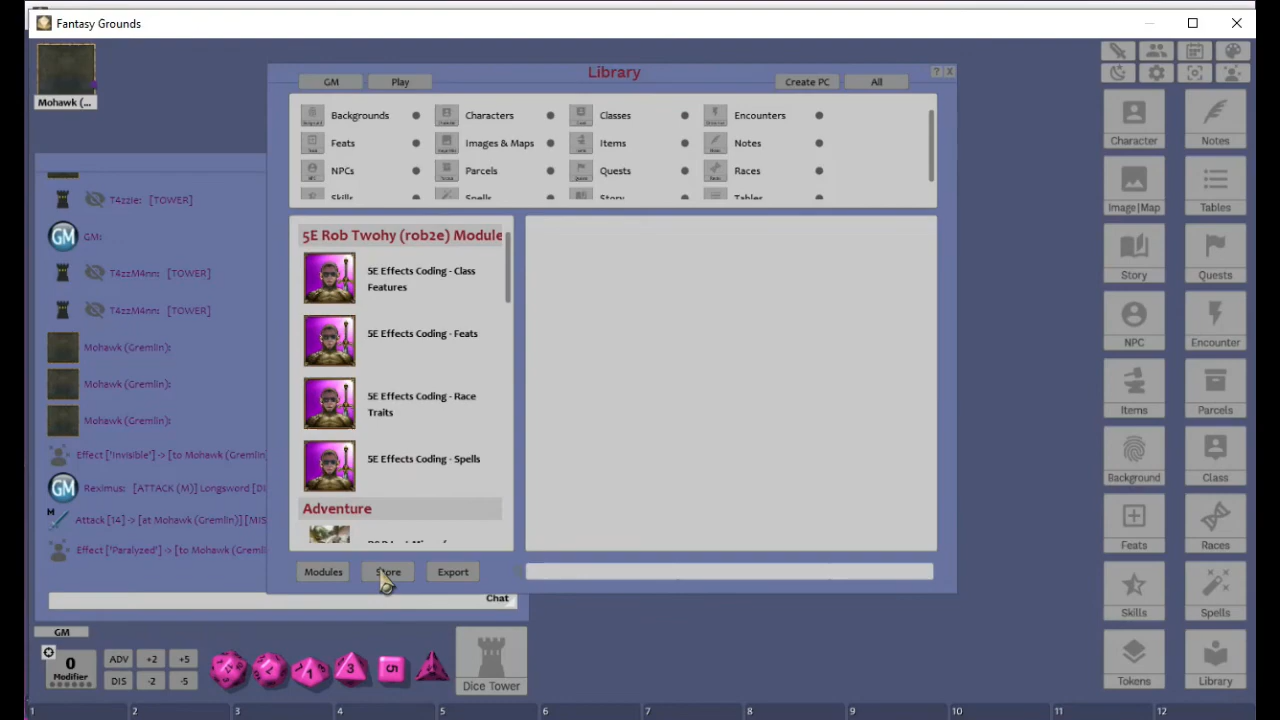 Fantasy Grounds
Mohawk (...
Library
GM Play Create PC All
Backgrounds Characters Classes Encounters
Feats Images & Maps Items Notes
NPCs Parcels Quests Races
Skills Spells Story Tables
5E Rob Twohy (rob2e) Module
5E Effects Coding - Class
Features
5E Effects Coding - Feats
5E Effects Coding - Race
Traits
5E Effects Coding - Spells
Adventure
Modules Store Export
T4zzle: [TOWER]
GM:
T4zzM4nn: [TOWER]
T4zzM4nn: [TOWER]
Mohawk (Gremlin):
Mohawk (Gremlin):
Mohawk (Gremlin):
Effect ['Invisible'] -> [to Mohawk (Gremlin
GM Reximus: [ATTACK (M)] Longsword [DI
M Attack [14] -> [at Mohawk (Gremlin)] [MIS
Effect ['Paralyzed'] -> [to Mohawk (Gremlin
Chat
GM
0
Modifier
ADV +2 +5
DIS -2 -5
Dice Tower
Character Notes
Image|Map Tables
Story Quests
NPC Encounter
Items Parcels
Background Class
Feats Races
Skills Spells
Tokens Library
1 2 3 4 5 6 7 8 9 10 11 12